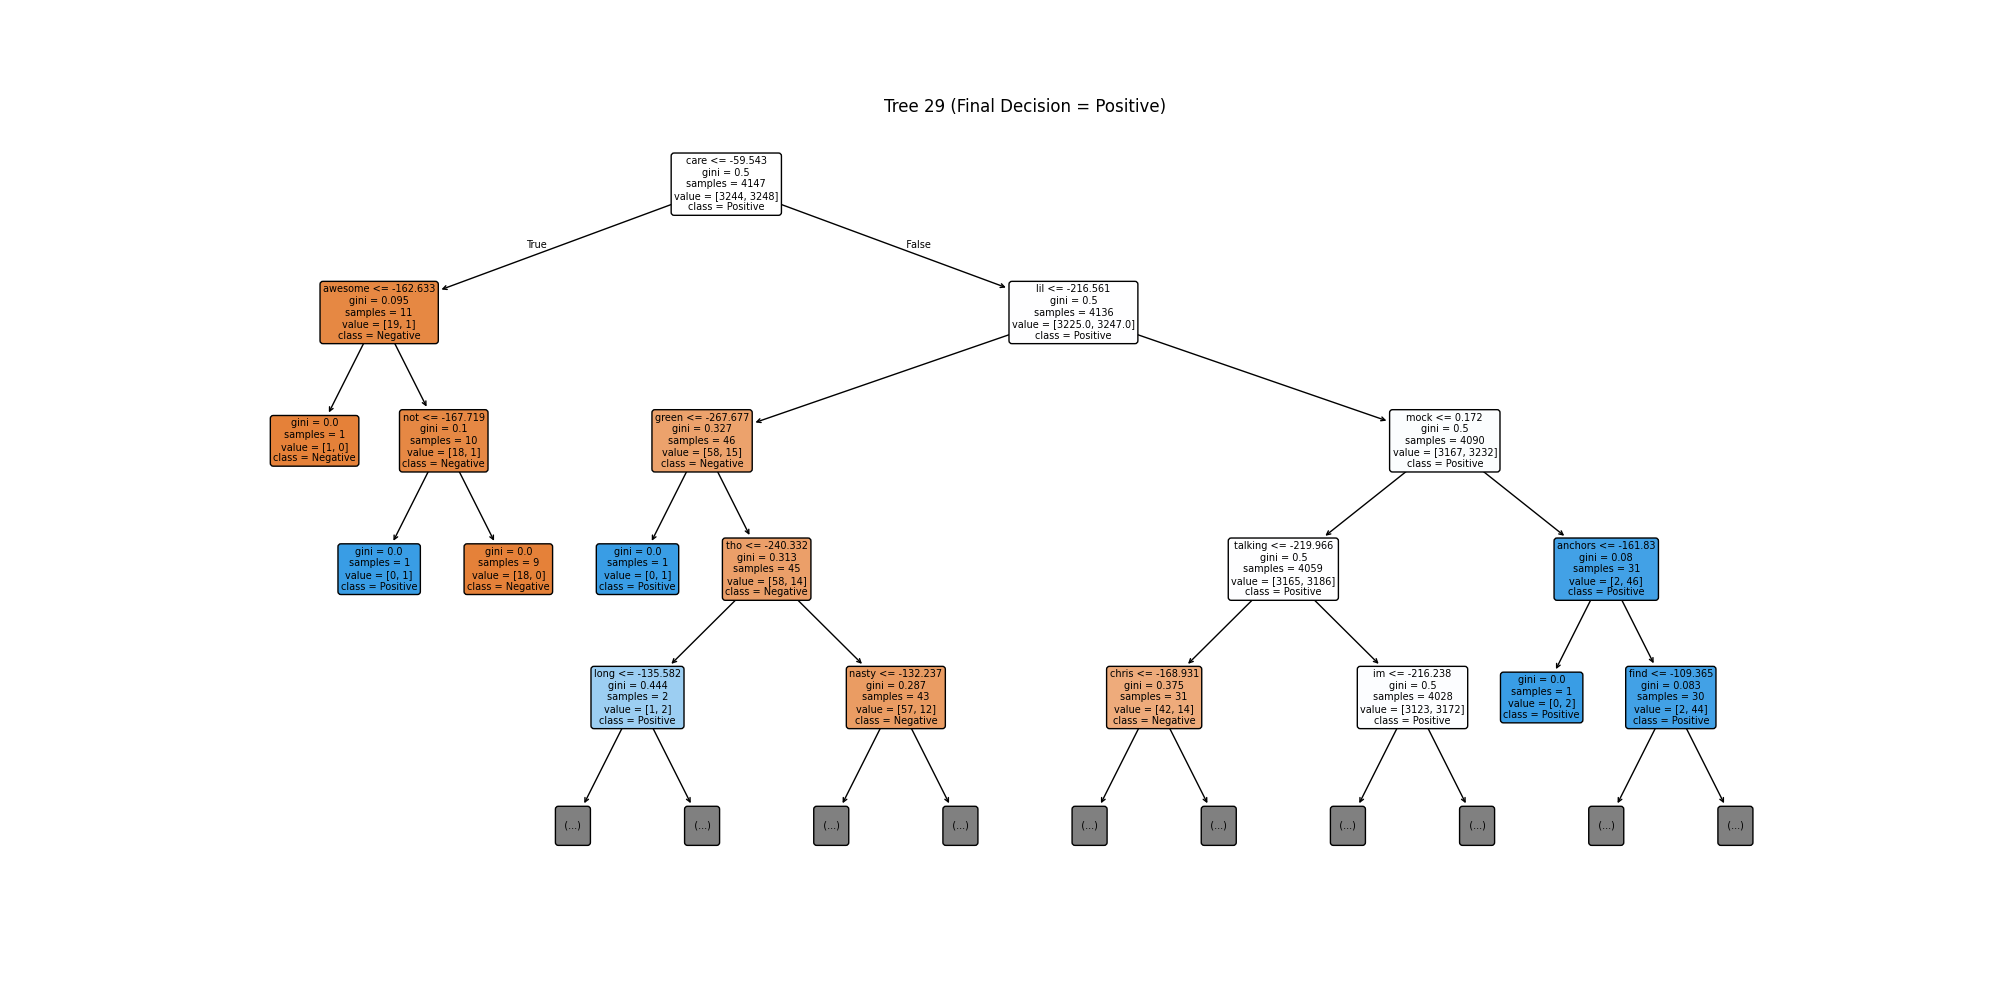 Tree 29 (Final Decision = Positive)
care <= -59.543
gini = 0.5
samples = 4147
value = [3244, 3248]
class = Positive
True
False
awesome <= -162.633
gini = 0.095
samples = 11
value = [19, 1]
class = Negative
lil <= -216.561
gini = 0.5
samples = 4136
value = [3225.0, 3247.0]
class = Positive
gini = 0.0
samples = 1
value = [1, 0]
class = Negative
not <= -167.719
gini = 0.1
samples = 10
value = [18, 1]
class = Negative
green <= -267.677
gini = 0.327
samples = 46
value = [58, 15]
class = Negative
mock <= 0.172
gini = 0.5
samples = 4090
value = [3167, 3232]
class = Positive
gini = 0.0
samples = 1
value = [0, 1]
class = Positive
gini = 0.0
samples = 9
value = [18, 0]
class = Negative
gini = 0.0
samples = 1
value = [0, 1]
class = Positive
tho <= -240.332
gini = 0.313
samples = 45
value = [58, 14]
class = Negative
talking <= -219.966
gini = 0.5
samples = 4059
value = [3165, 3186]
class = Positive
anchors <= -161.83
gini = 0.08
samples = 31
value = [2, 46]
class = Positive
long <= -135.582
gini = 0.444
samples = 2
value = [1, 2]
class = Positive
nasty <= -132.237
gini = 0.287
samples = 43
value = [57, 12]
class = Negative
chris <= -168.931
gini = 0.375
samples = 31
value = [42, 14]
class = Negative
im <= -216.238
gini = 0.5
samples = 4028
value = [3123, 3172]
class = Positive
gini = 0.0
samples = 1
value = [0, 2]
class = Positive
find <= -109.365
gini = 0.083
samples = 30
value = [2, 44]
class = Positive
(...)
(...)
(...)
(...)
(...)
(...)
(...)
(...)
(...)
(...)